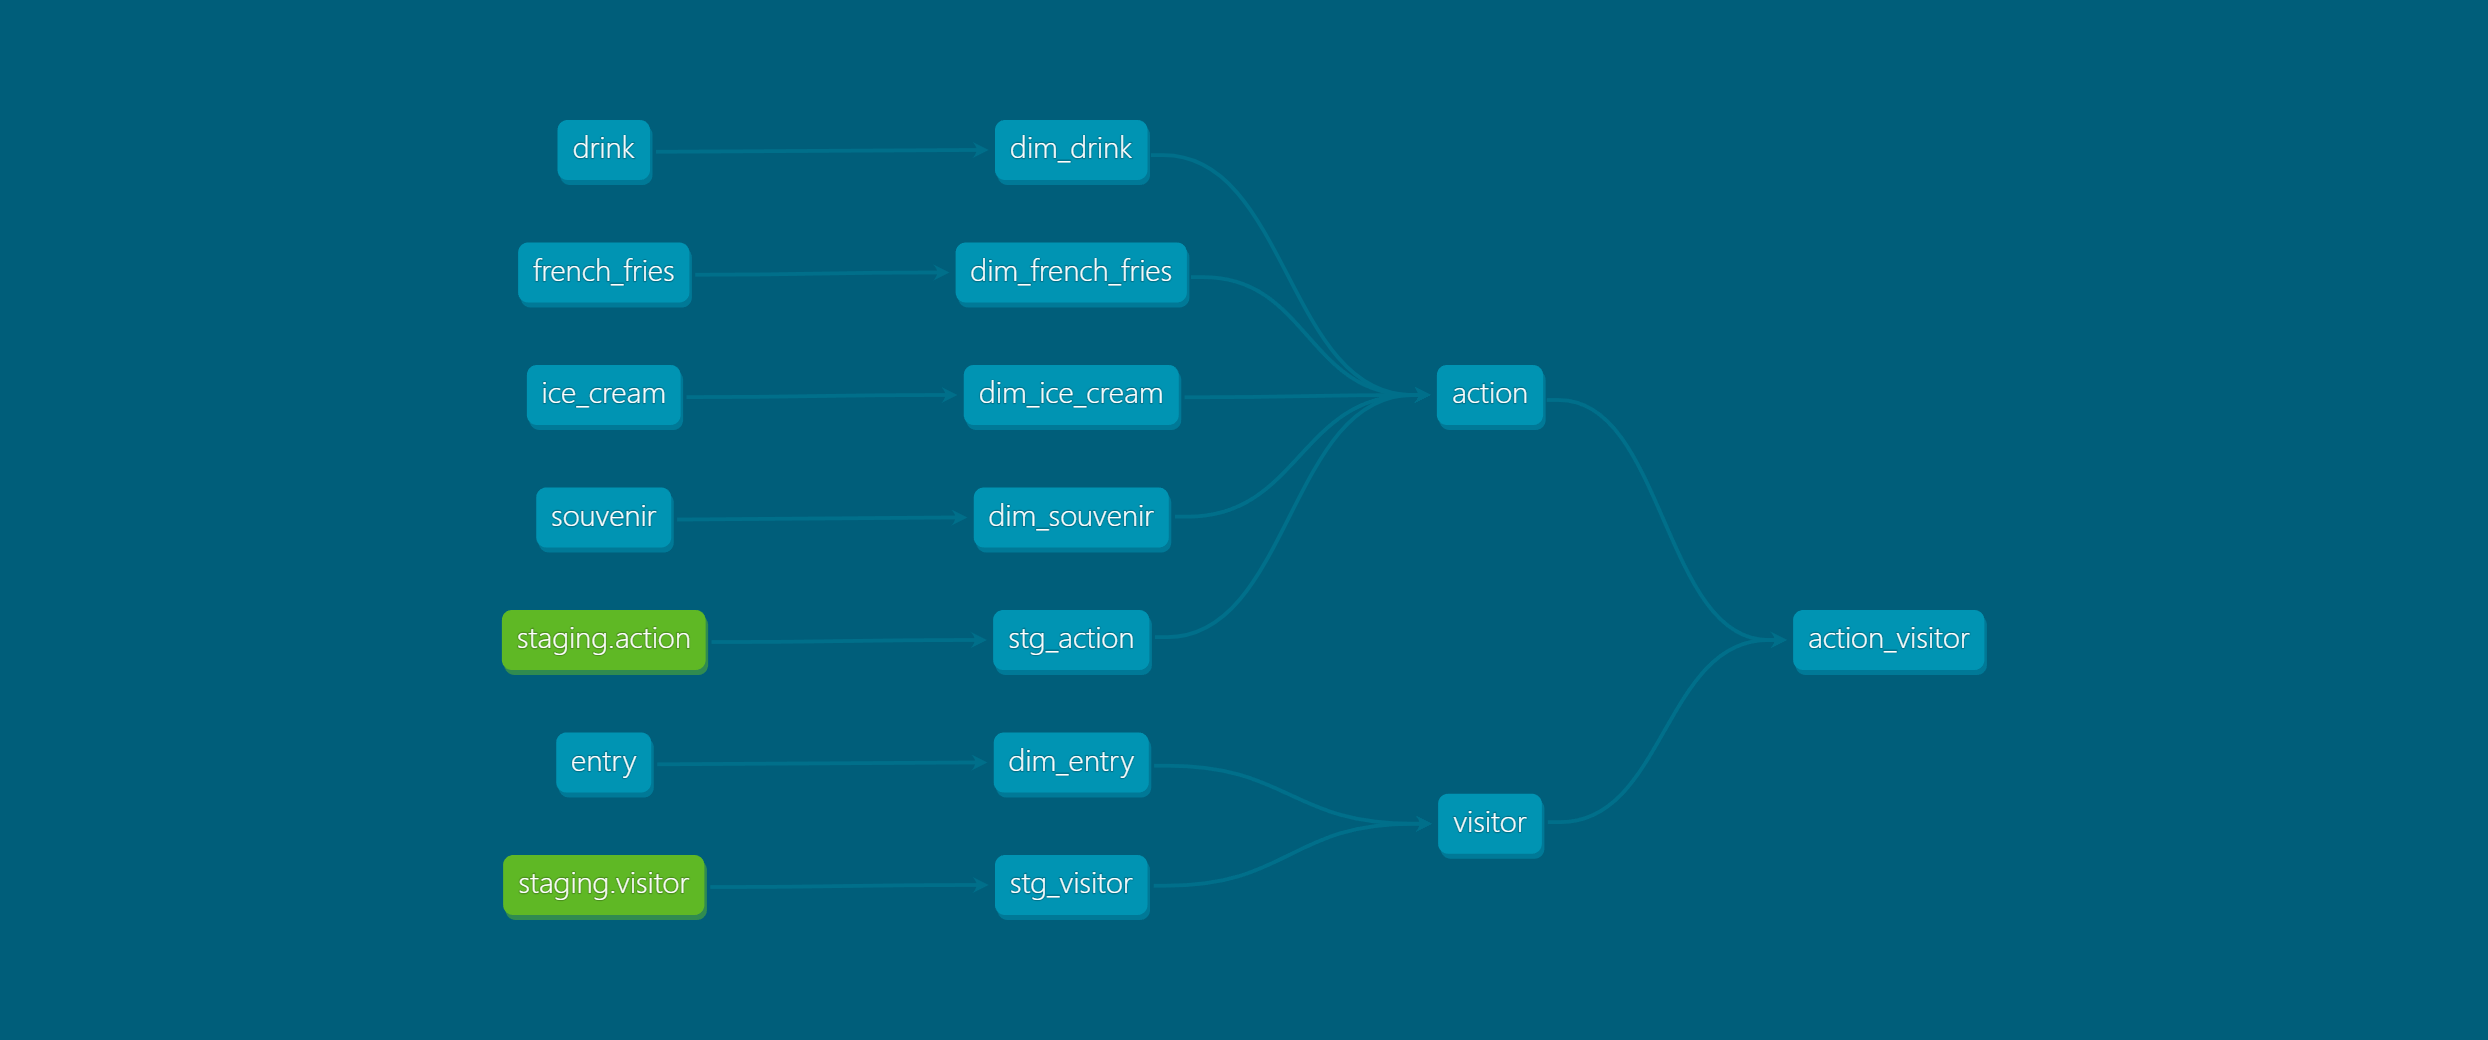 drink
dim_drink
french_fries
dim_french_fries
ice_cream
dim_ice_cream
action
souvenir
dim_souvenir
staging.action
stg_action
action_visitor
entry
dim_entry
visitor
staging.visitor
stg_visitor